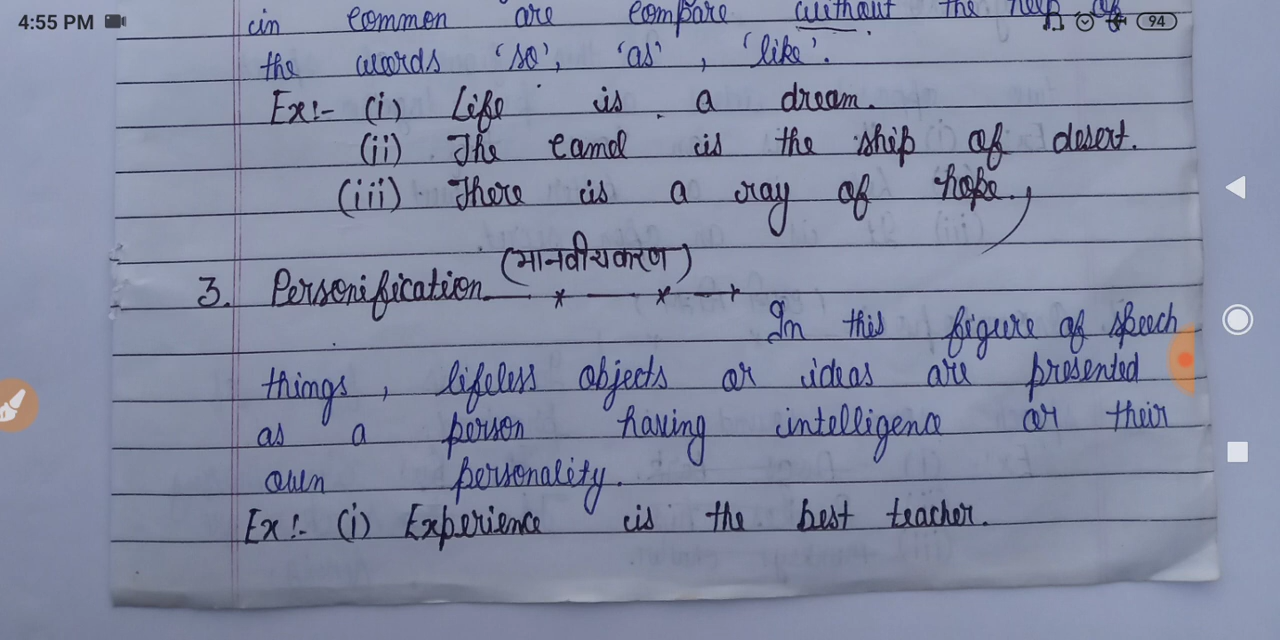 4:55 PM 94
in common are compare without the help of
the words 'so', 'as', 'like'.
Ex:- (i) Life is a dream.
(ii) The camel is the ship of desert.
(iii) There is a ray of hope.
3. Personification (मानवीयकरण)
In this figure of speech
things, lifeless objects or ideas are presented
as a person having intelligence or their
own personality.
Ex:- (i) Experience is the best teacher.